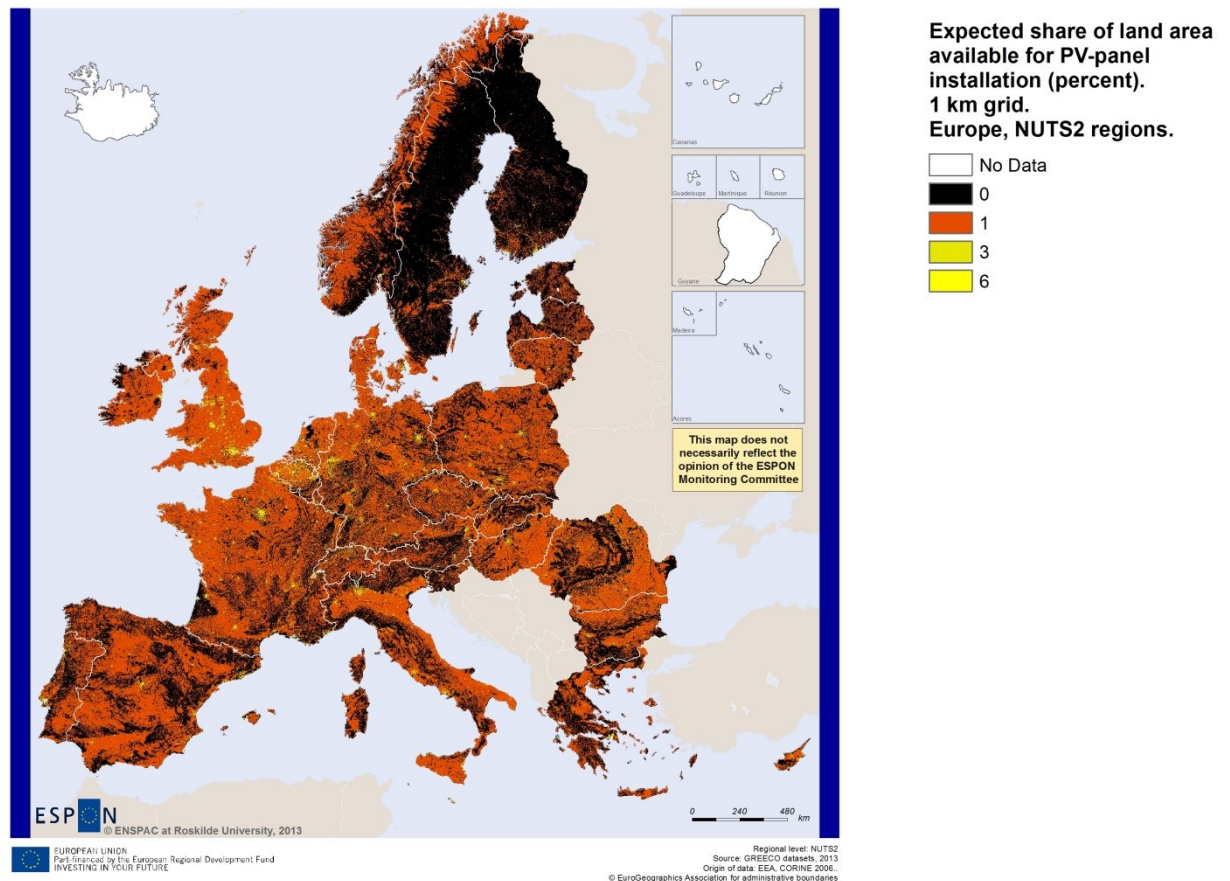 Expected share of land area
available for PV-panel
installation (percent).
1 km grid.
Europe, NUTS2 regions.
No Data
0
1
3
6
Canarias
Guadeloupe
Martinique
Réunion
Guyane
Madeira
Acores
This map does not
necessarily reflect the
opinion of the ESPON
Monitoring Committee
ESPON
© ENSPAC at Roskilde University, 2013
0 240 480
km
EUROPEAN UNION
Part-financed by the European Regional Development Fund
INVESTING IN YOUR FUTURE
Regional level: NUTS2
Source: GREECO datasets, 2013
Origin of data: EEA, CORINE 2006..
© EuroGeographics Association for administrative boundaries